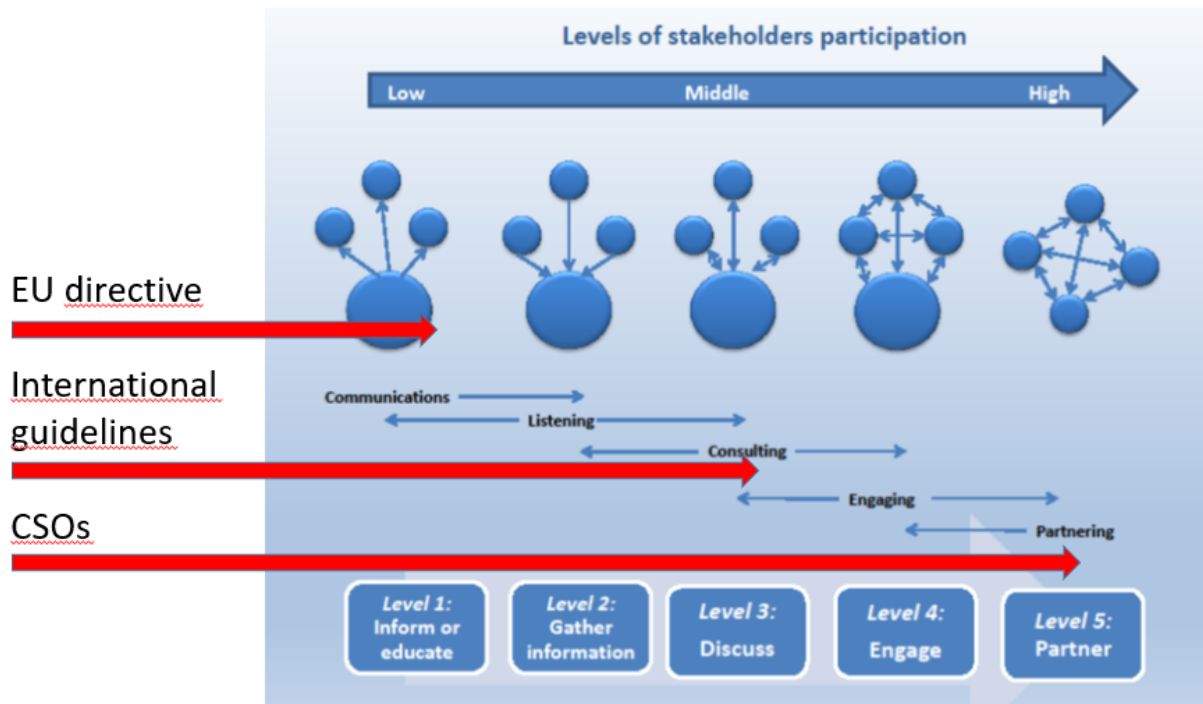 Levels of stakeholders participation
Low Middle High
EU directive
International
guidelines
Communications
Listening
Consulting
Engaging
CSOs
Partnering
Level 1:
Inform or
educate
Level 2:
Gather
information
Level 3:
Discuss
Level 4:
Engage
Level 5:
Partner